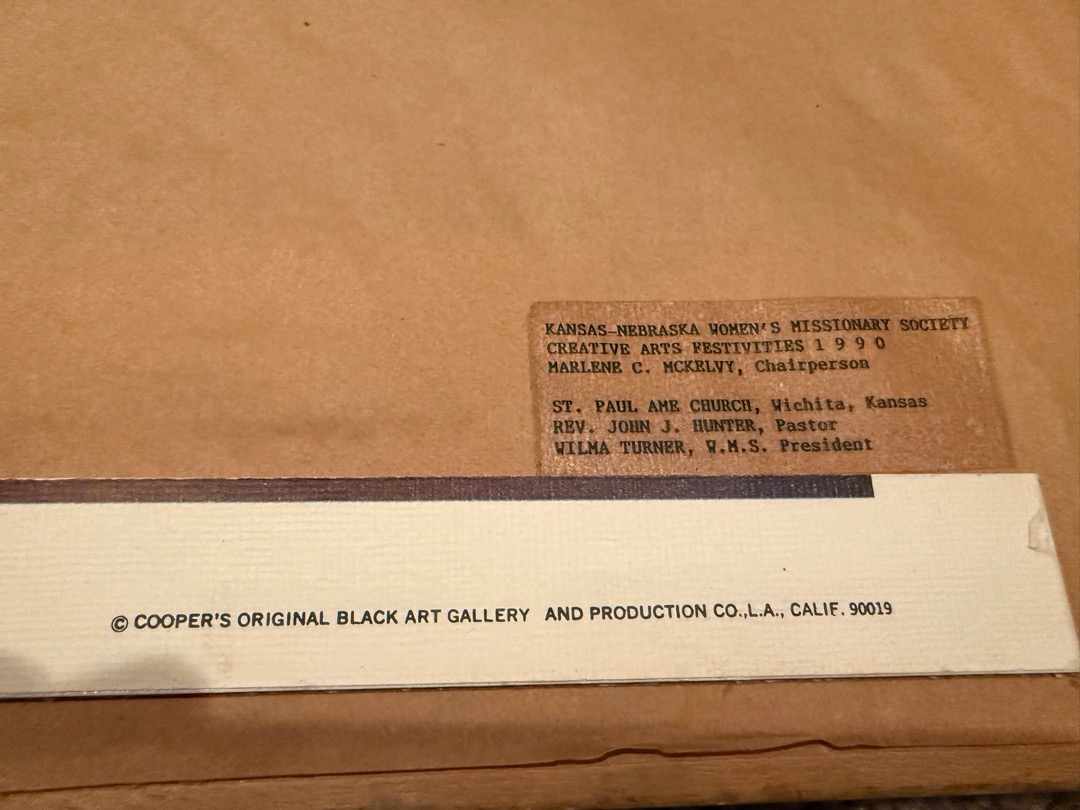 KANSAS-NEBRASKA WOMEN'S MISSIONARY SOCIETY
CREATIVE ARTS FESTIVITIES 1 9 9 0
MARLENE C. MCKELVY, Chairperson
ST. PAUL AME CHURCH, Wichita, Kansas
REV. JOHN J. HUNTER, Pastor
WILMA TURNER, W.M.S. President
© COOPER'S ORIGINAL BLACK ART GALLERY AND PRODUCTION CO.,L.A., CALIF. 90019